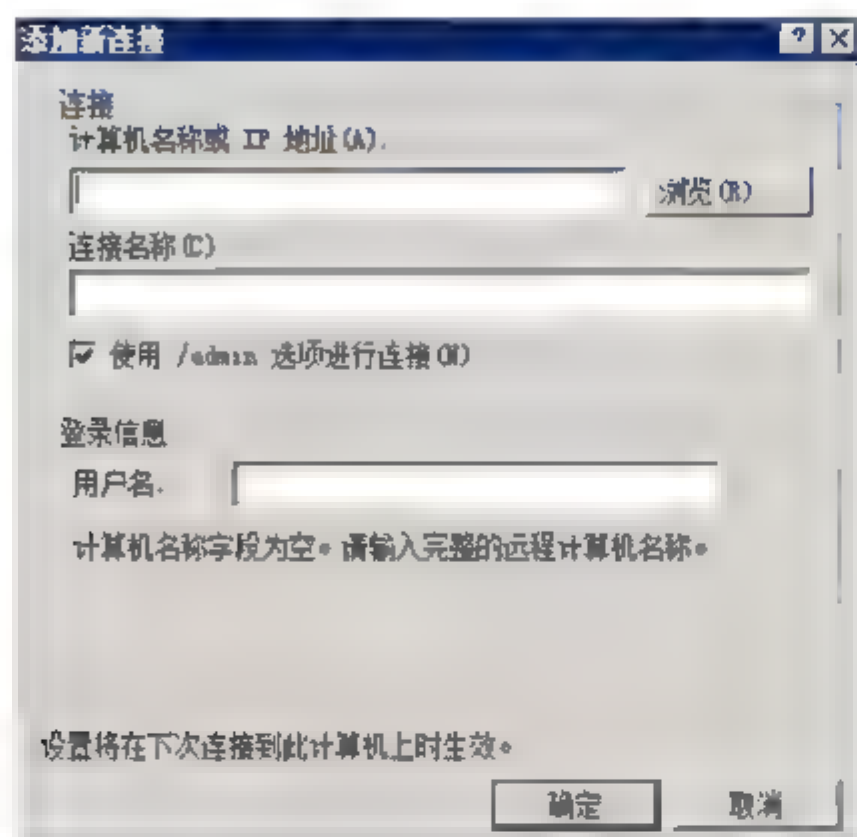 添加新连接
连接
计算机名称或 IP 地址(A).
浏览(R)
连接名称(C)
使用 /admin 选项进行连接(N)
登录信息
用户名.
计算机名称字段为空。请输入完整的远程计算机名称。
设置将在下次连接到此计算机上时生效。
确定
取消